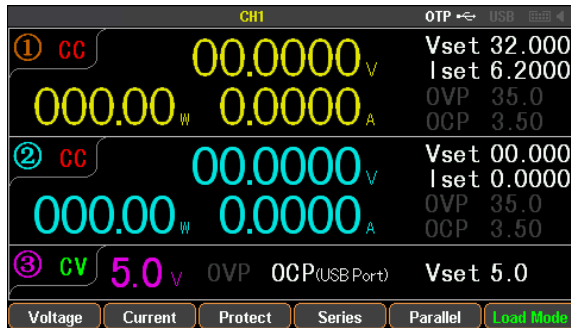 CH1 OTP USB
① CC 00.0000 V Vset 32.000
Iset 6.2000
000.00 W 0.0000 A OVP 35.0
OCP 3.50
② CC 00.0000 V Vset 00.000
Iset 0.0000
000.00 W 0.0000 A OVP 35.0
OCP 3.50
③ CV 5.0 V OVP OCP(USB Port) Vset 5.0
Voltage Current Protect Series Parallel Load Mode